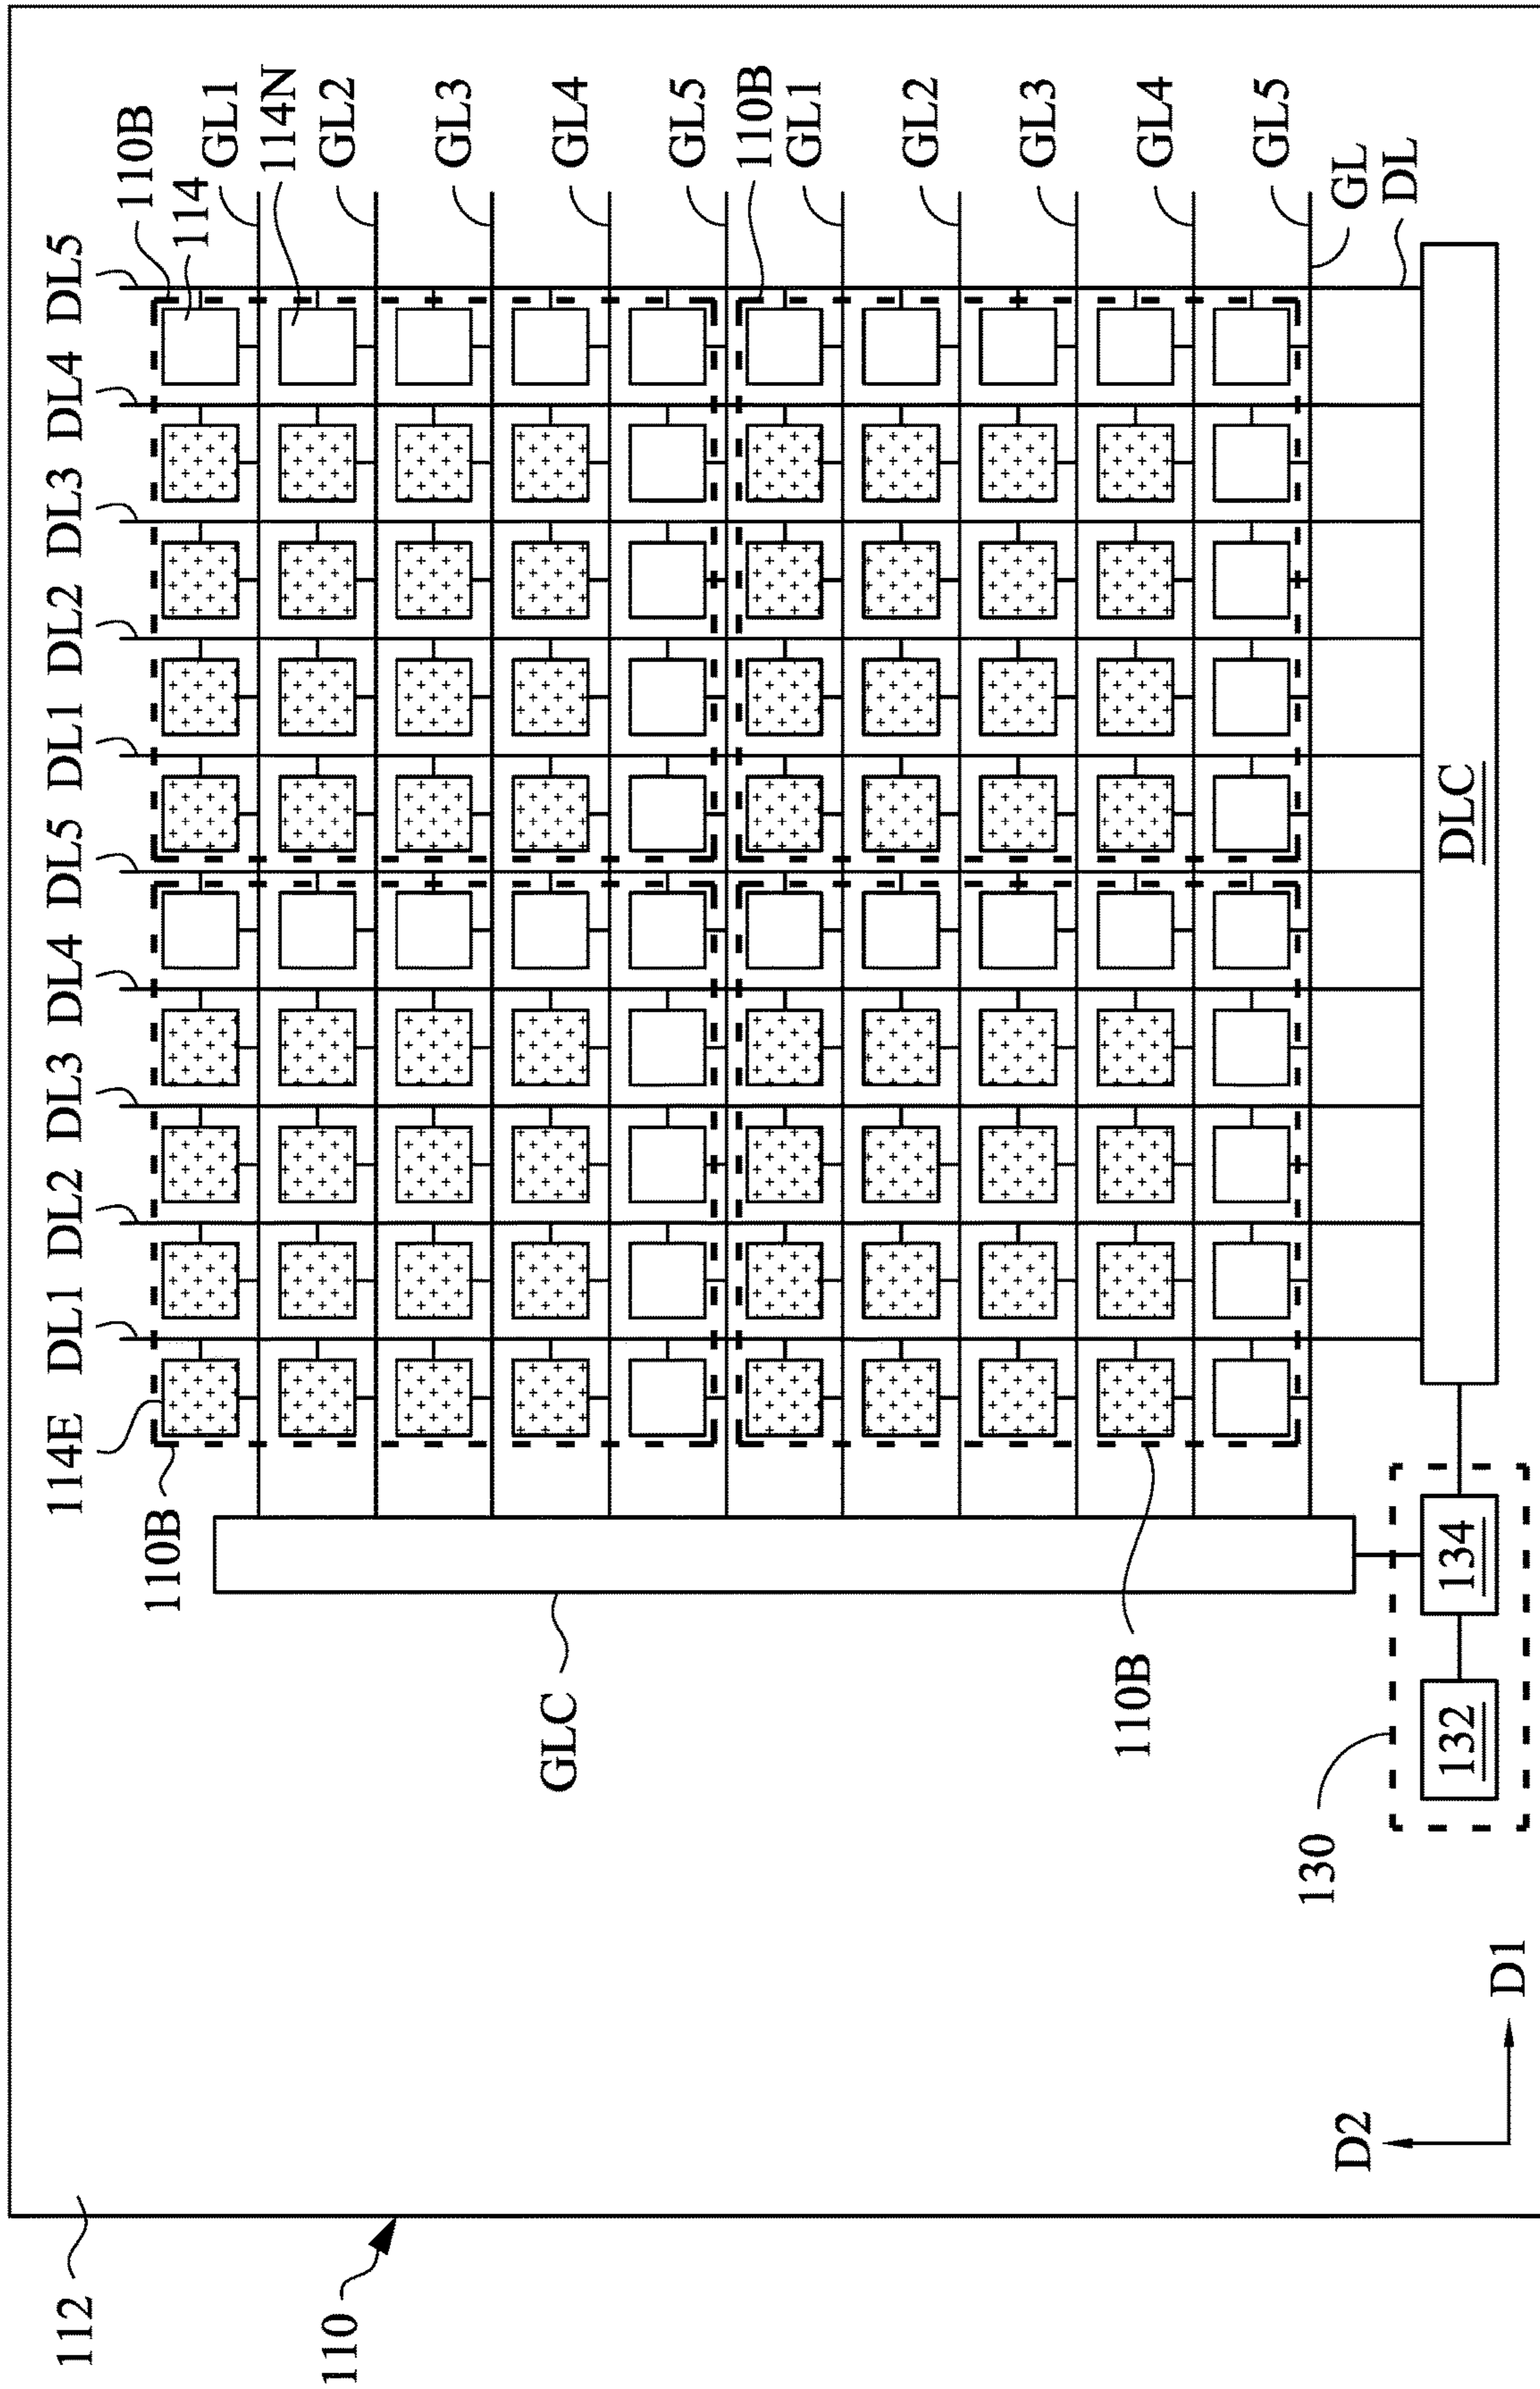 112
114E DL1 DL2 DL3 DL4 DL5 DL1 DL2 DL3 DL4 DL5
110B
110B
114
GL1
114N
110
GL2
GL3
GLC
GL4
GL5
110B
GL1
GL2
GL3
110B
GL4
GL5
130
D2
GL
DL
132 134 DLC
D1